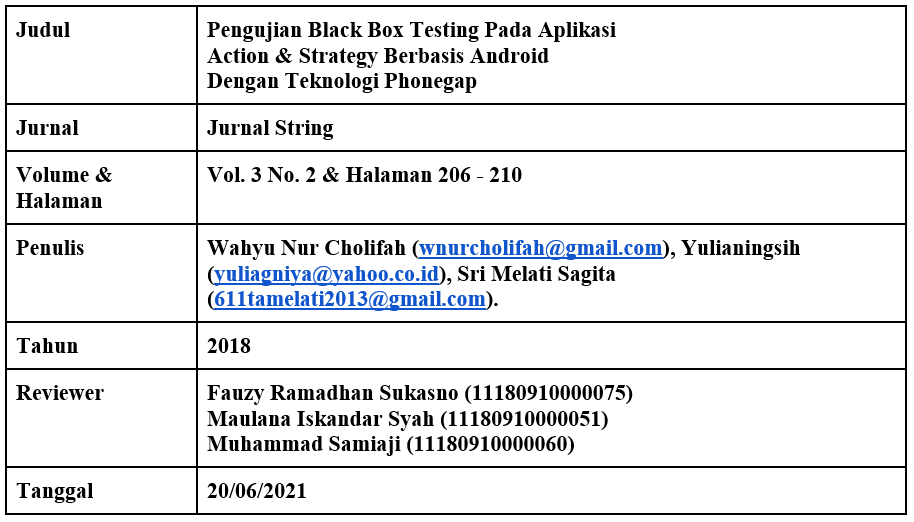 Judul
Pengujian Black Box Testing Pada Aplikasi
Action & Strategy Berbasis Android
Dengan Teknologi Phonegap
Jurnal
Jurnal String
Volume &
Halaman
Vol. 3 No. 2 & Halaman 206 - 210
Penulis
Wahyu Nur Cholifah (wnurcholifah@gmail.com), Yulianingsih
(yuliagniya@yahoo.co.id), Sri Melati Sagita
(611tamelati2013@gmail.com).
Tahun
2018
Reviewer
Fauzy Ramadhan Sukasno (11180910000075)
Maulana Iskandar Syah (11180910000051)
Muhammad Samiaji (11180910000060)
Tanggal
20/06/2021